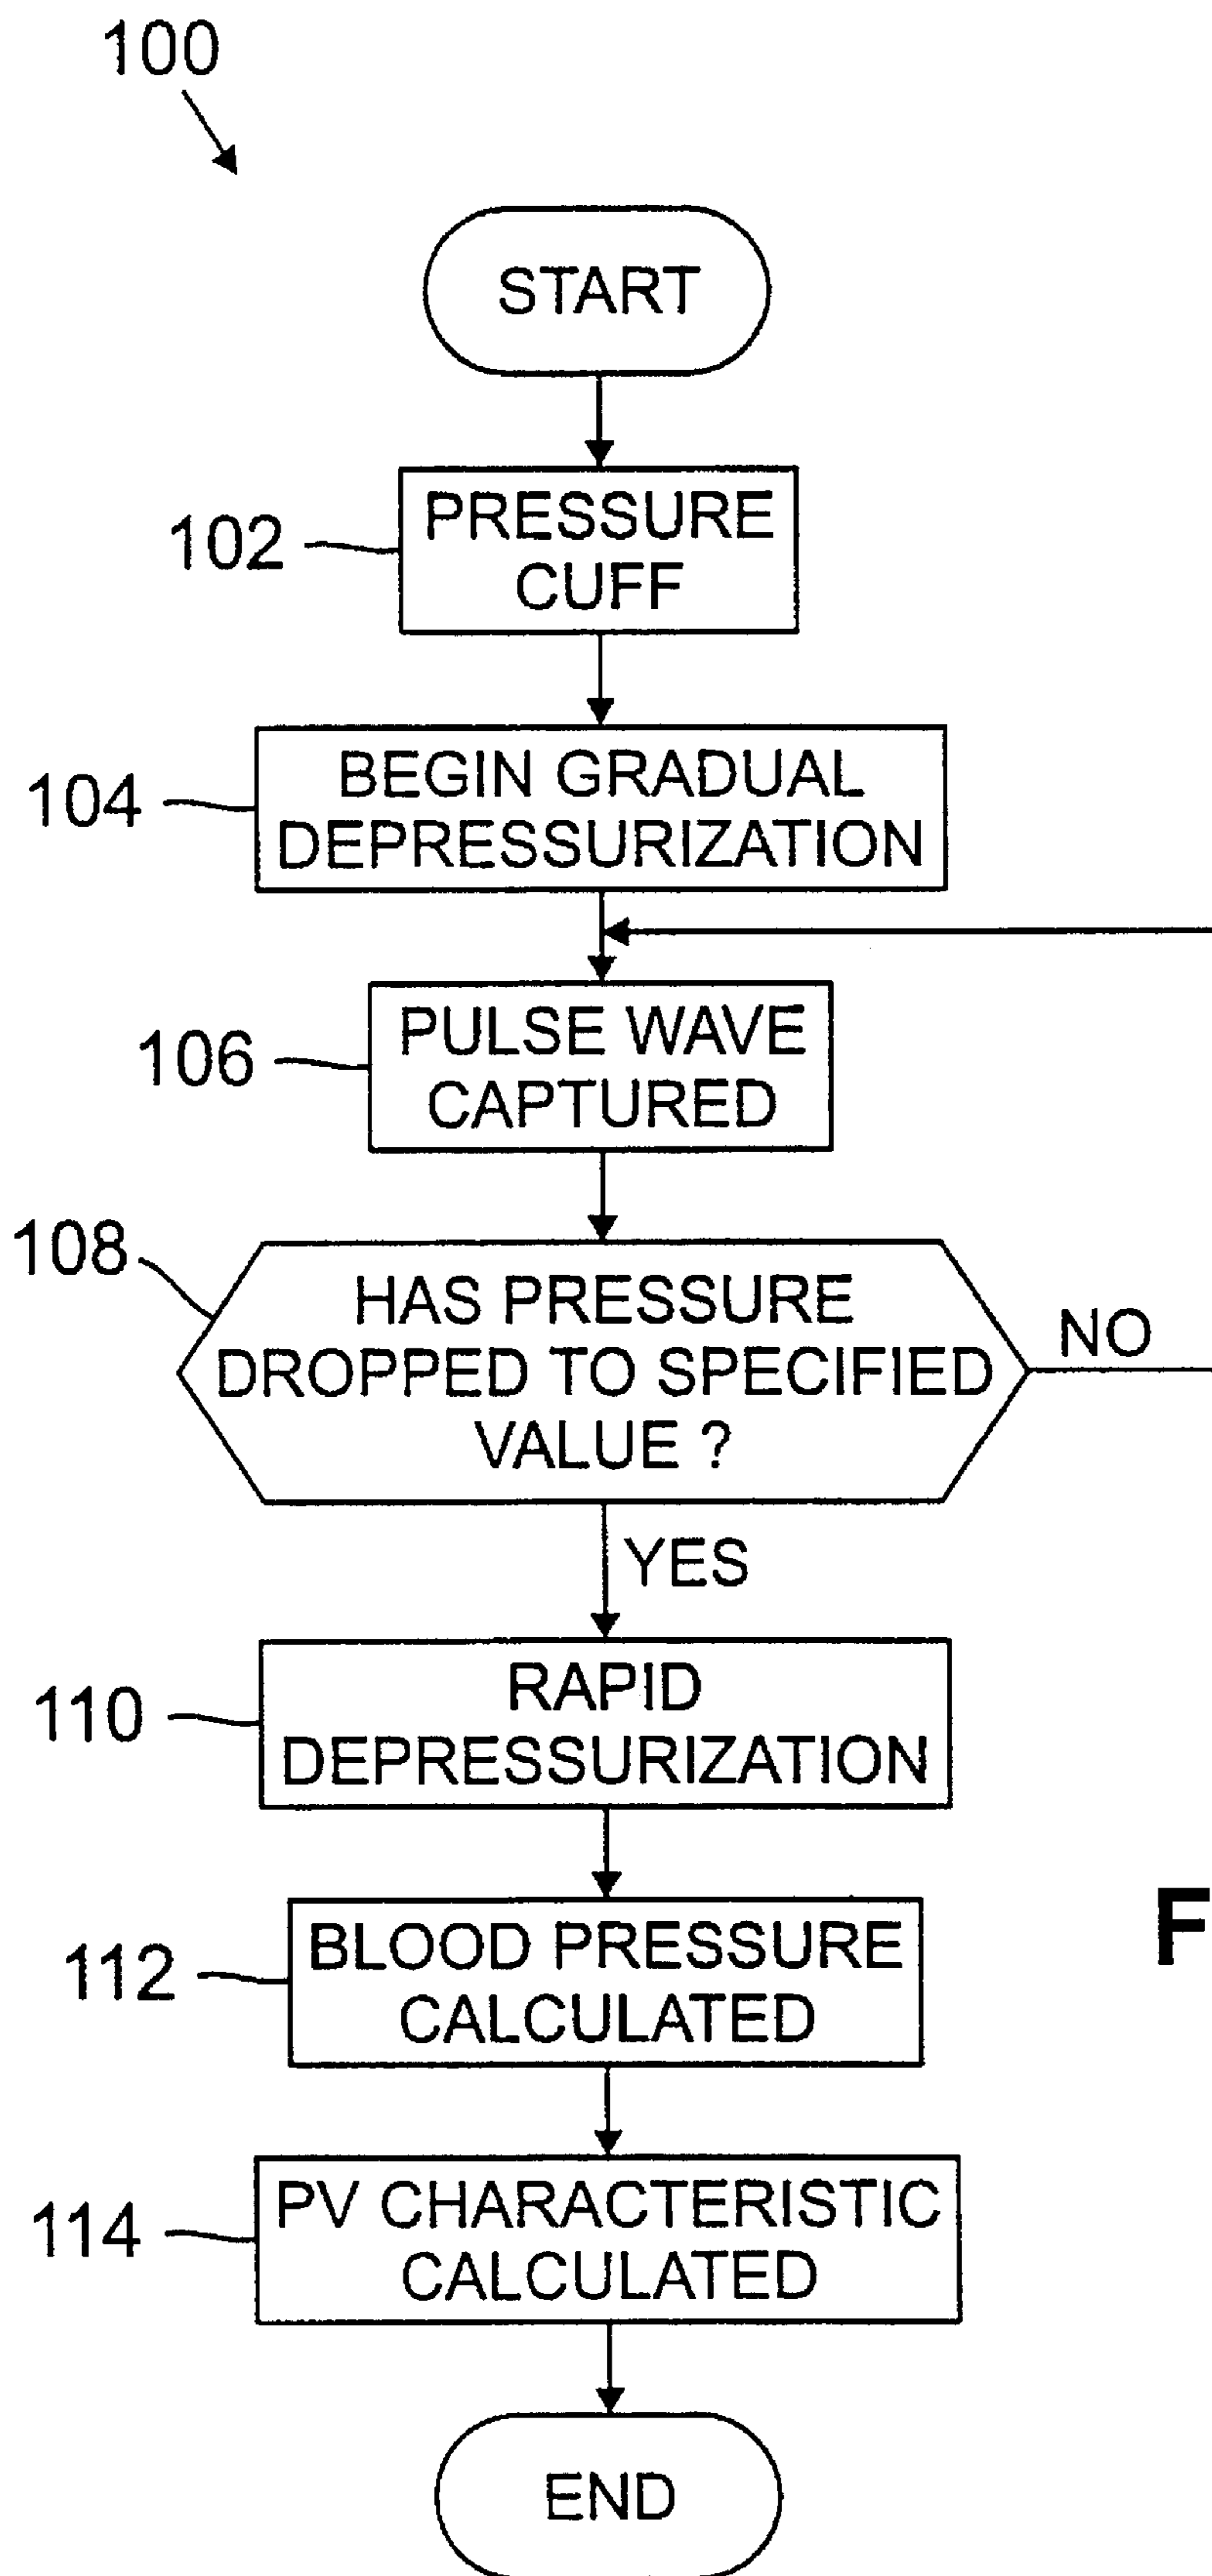 100
START
102
PRESSURE
CUFF
104
BEGIN GRADUAL
DEPRESSURIZATION
106
PULSE WAVE
CAPTURED
108
HAS PRESSURE
DROPPED TO SPECIFIED
VALUE ?
NO
YES
110
RAPID
DEPRESSURIZATION
F
112
BLOOD PRESSURE
CALCULATED
114
PV CHARACTERISTIC
CALCULATED
END